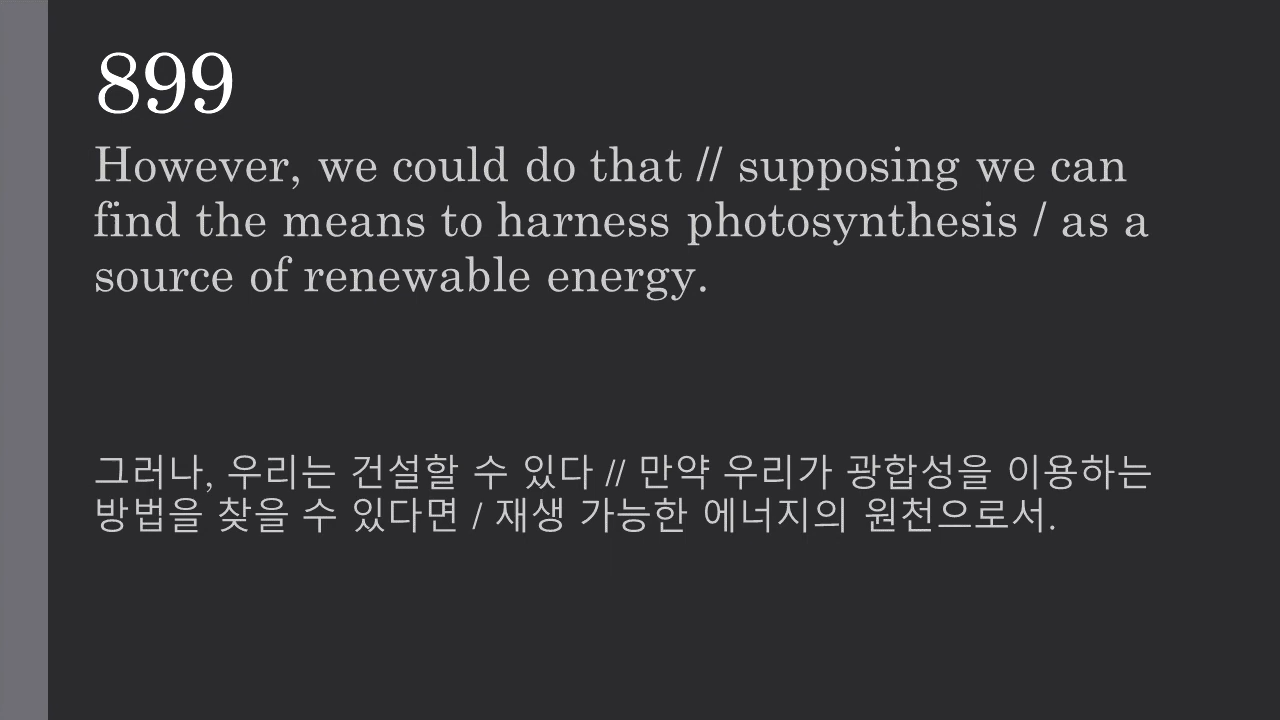 899
However, we could do that // supposing we can
find the means to harness photosynthesis / as a
source of renewable energy.
그러나, 우리는 건설할 수 있다 // 만약 우리가 광합성을 이용하는
방법을 찾을 수 있다면 / 재생 가능한 에너지의 원천으로서.